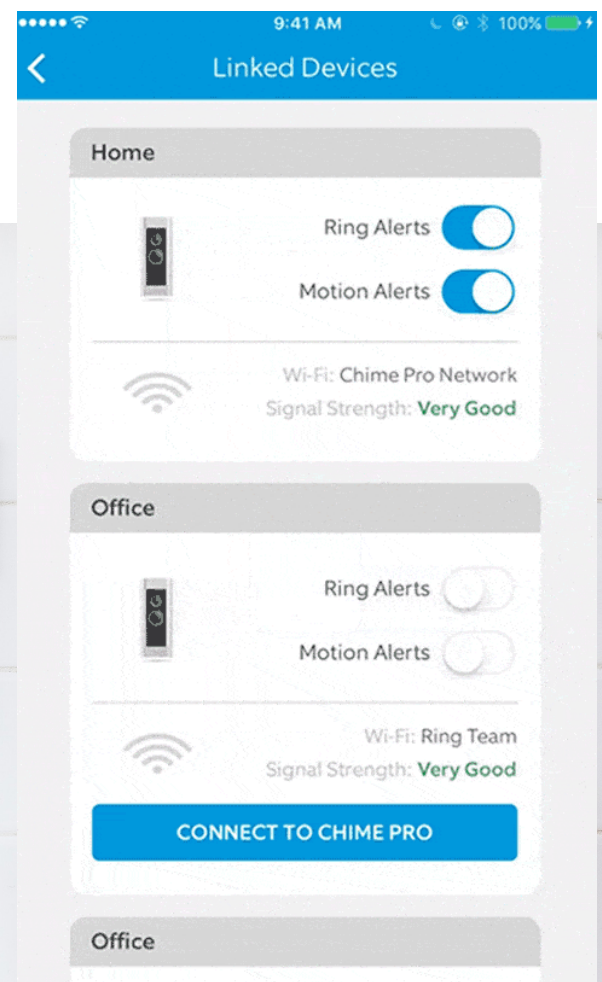 9:41 AM 100%
Linked Devices
Home
Ring Alerts
Motion Alerts
Wi-Fi: Chime Pro Network
Signal Strength: Very Good
Office
Ring Alerts
Motion Alerts
Wi-Fi: Ring Team
Signal Strength: Very Good
CONNECT TO CHIME PRO
Office